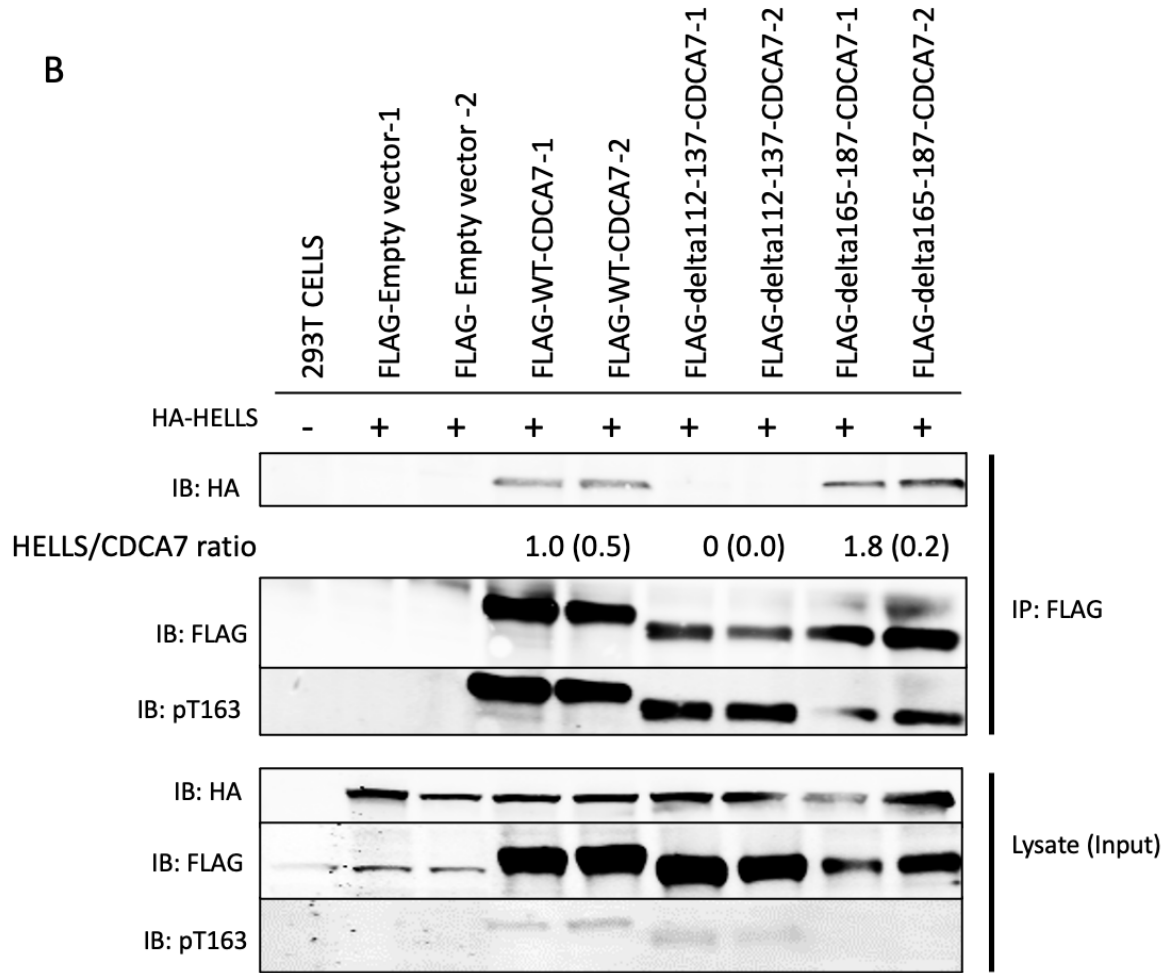 B
293T CELLS
FLAG-Empty vector-1
FLAG- Empty vector -2
FLAG-WT-CDCA7-1
FLAG-WT-CDCA7-2
FLAG-delta112-137-CDCA7-1
FLAG-delta112-137-CDCA7-2
FLAG-delta165-187-CDCA7-1
FLAG-delta165-187-CDCA7-2
HA-HELLS - + + + + + + + +
IB: HA
HELLS/CDCA7 ratio 1.0 (0.5) 0 (0.0) 1.8 (0.2)
IB: FLAG
IP: FLAG
IB: pT163
IB: HA
IB: FLAG
Lysate (Input)
IB: pT163